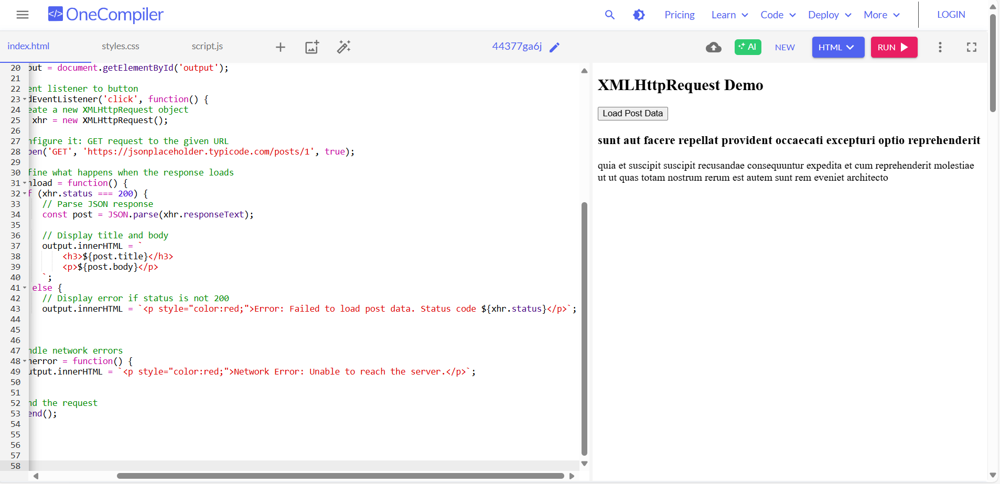 OneCompiler
Pricing
Learn
Code
Deploy
More
LOGIN
index.html
styles.css
script.js
44377ga6j
AI
NEW
HTML
RUN
20 put = document.getElementById('output');
21
22 ent listener to button
23 dEventListener('click', function() {
24 eate a new XMLHttpRequest object
25 xhr = new XMLHttpRequest();
26
27 nfigure it: GET request to the given URL
28 pen('GET', 'https://jsonplaceholder.typicode.com/posts/1', true);
29
30 fine what happens when the response loads
31 nload = function() {
32 f (xhr.status === 200) {
33 // Parse JSON response
34 const post = JSON.parse(xhr.responseText);
35
36 // Display title and body
37 output.innerHTML = `
38 <h3>${post.title}</h3>
39 <p>${post.body}</p>
40 `;
41 else {
42 // Display error if status is not 200
43 output.innerHTML = `<p style="color:red;">Error: Failed to load post data. Status code ${xhr.status}</p>`;
44
45
46
47 ndle network errors
48 nerror = function() {
49 utput.innerHTML = `<p style="color:red;">Network Error: Unable to reach the server.</p>`;
50
51
52 nd the request
53 end();
54
55
56
57
58
XMLHttpRequest Demo
Load Post Data
sunt aut facere repellat provident occaecati excepturi optio reprehenderit
quia et suscipit suscipit recusandae consequuntur expedita et cum reprehenderit molestiae
ut ut quas totam nostrum rerum est autem sunt rem eveniet architecto